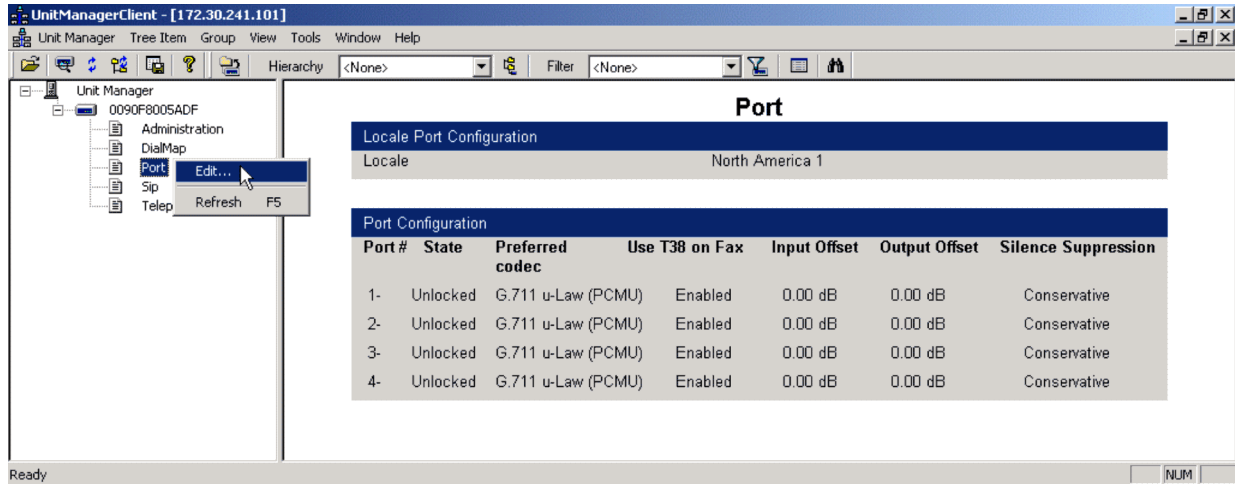 UnitManagerClient - [172.30.241.101]
Unit Manager Tree Item Group View Tools Window Help
Hierarchy <None> Filter <None>
Unit Manager
0090F8005ADF
Administration
DialMap
Port
Sip
Telep
Edit...
Refresh F5
Port
Locale Port Configuration
Locale North America 1
Port Configuration
Port # State Preferred codec Use T38 on Fax Input Offset Output Offset Silence Suppression
1- Unlocked G.711 u-Law (PCMU) Enabled 0.00 dB 0.00 dB Conservative
2- Unlocked G.711 u-Law (PCMU) Enabled 0.00 dB 0.00 dB Conservative
3- Unlocked G.711 u-Law (PCMU) Enabled 0.00 dB 0.00 dB Conservative
4- Unlocked G.711 u-Law (PCMU) Enabled 0.00 dB 0.00 dB Conservative
Ready NUM